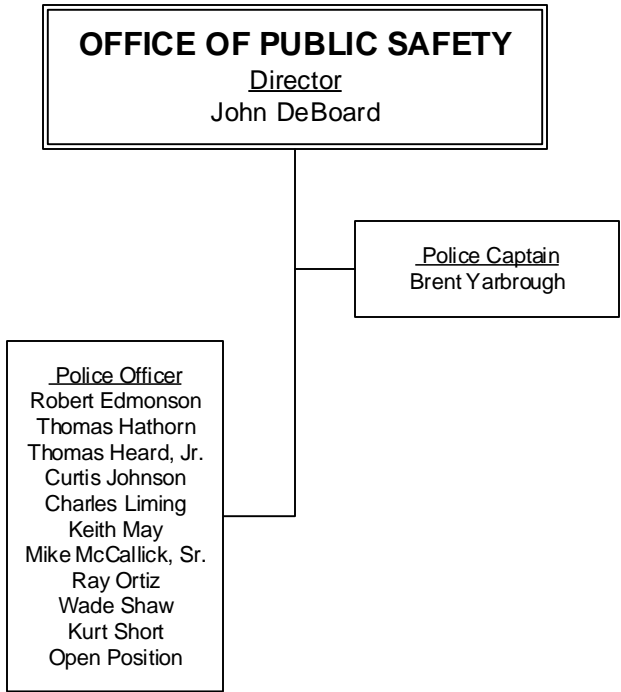 OFFICE OF PUBLIC SAFETY
Director
John DeBoard
Police Captain
Brent Yarbrough
Police Officer
Robert Edmonson
Thomas Hathorn
Thomas Heard, Jr.
Curtis Johnson
Charles Liming
Keith May
Mike McCallick, Sr.
Ray Ortiz
Wade Shaw
Kurt Short
Open Position